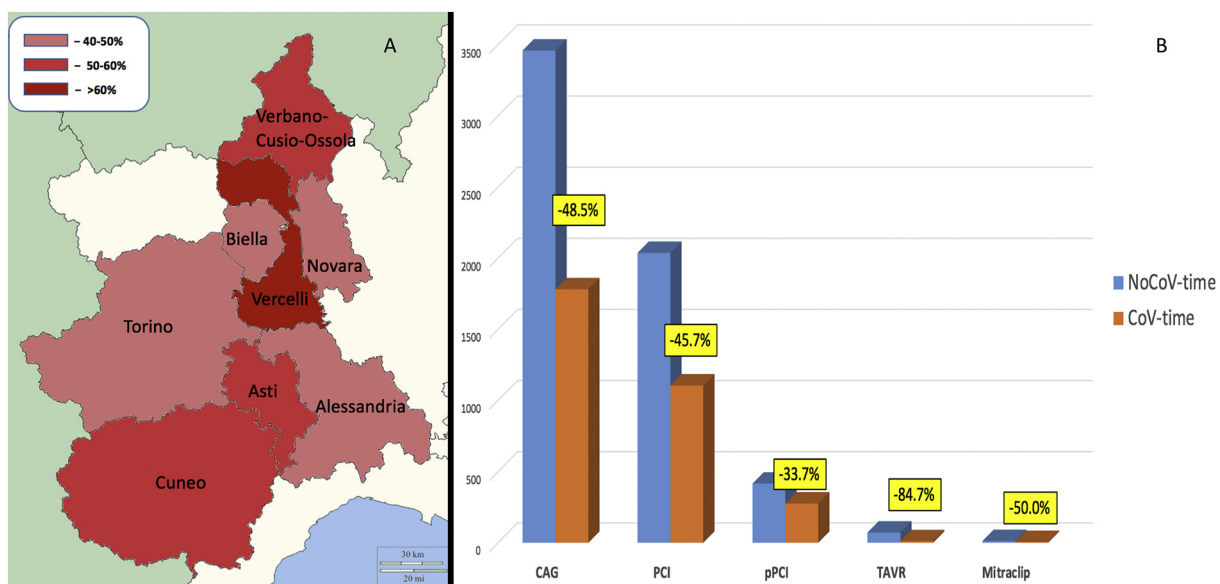 – 40-50%
– 50-60%
– >60%
A
Verbano-
Cusio-Ossola
Biella
Novara
Vercelli
Torino
Asti
Alessandria
Cuneo
30 km
20 mi
B
3500
3000
2500
2000
1500
1000
500
0
-48.5%
-45.7%
-33.7%
-84.7%
-50.0%
CAG
PCI
pPCI
TAVR
Mitraclip
NoCoV-time
CoV-time